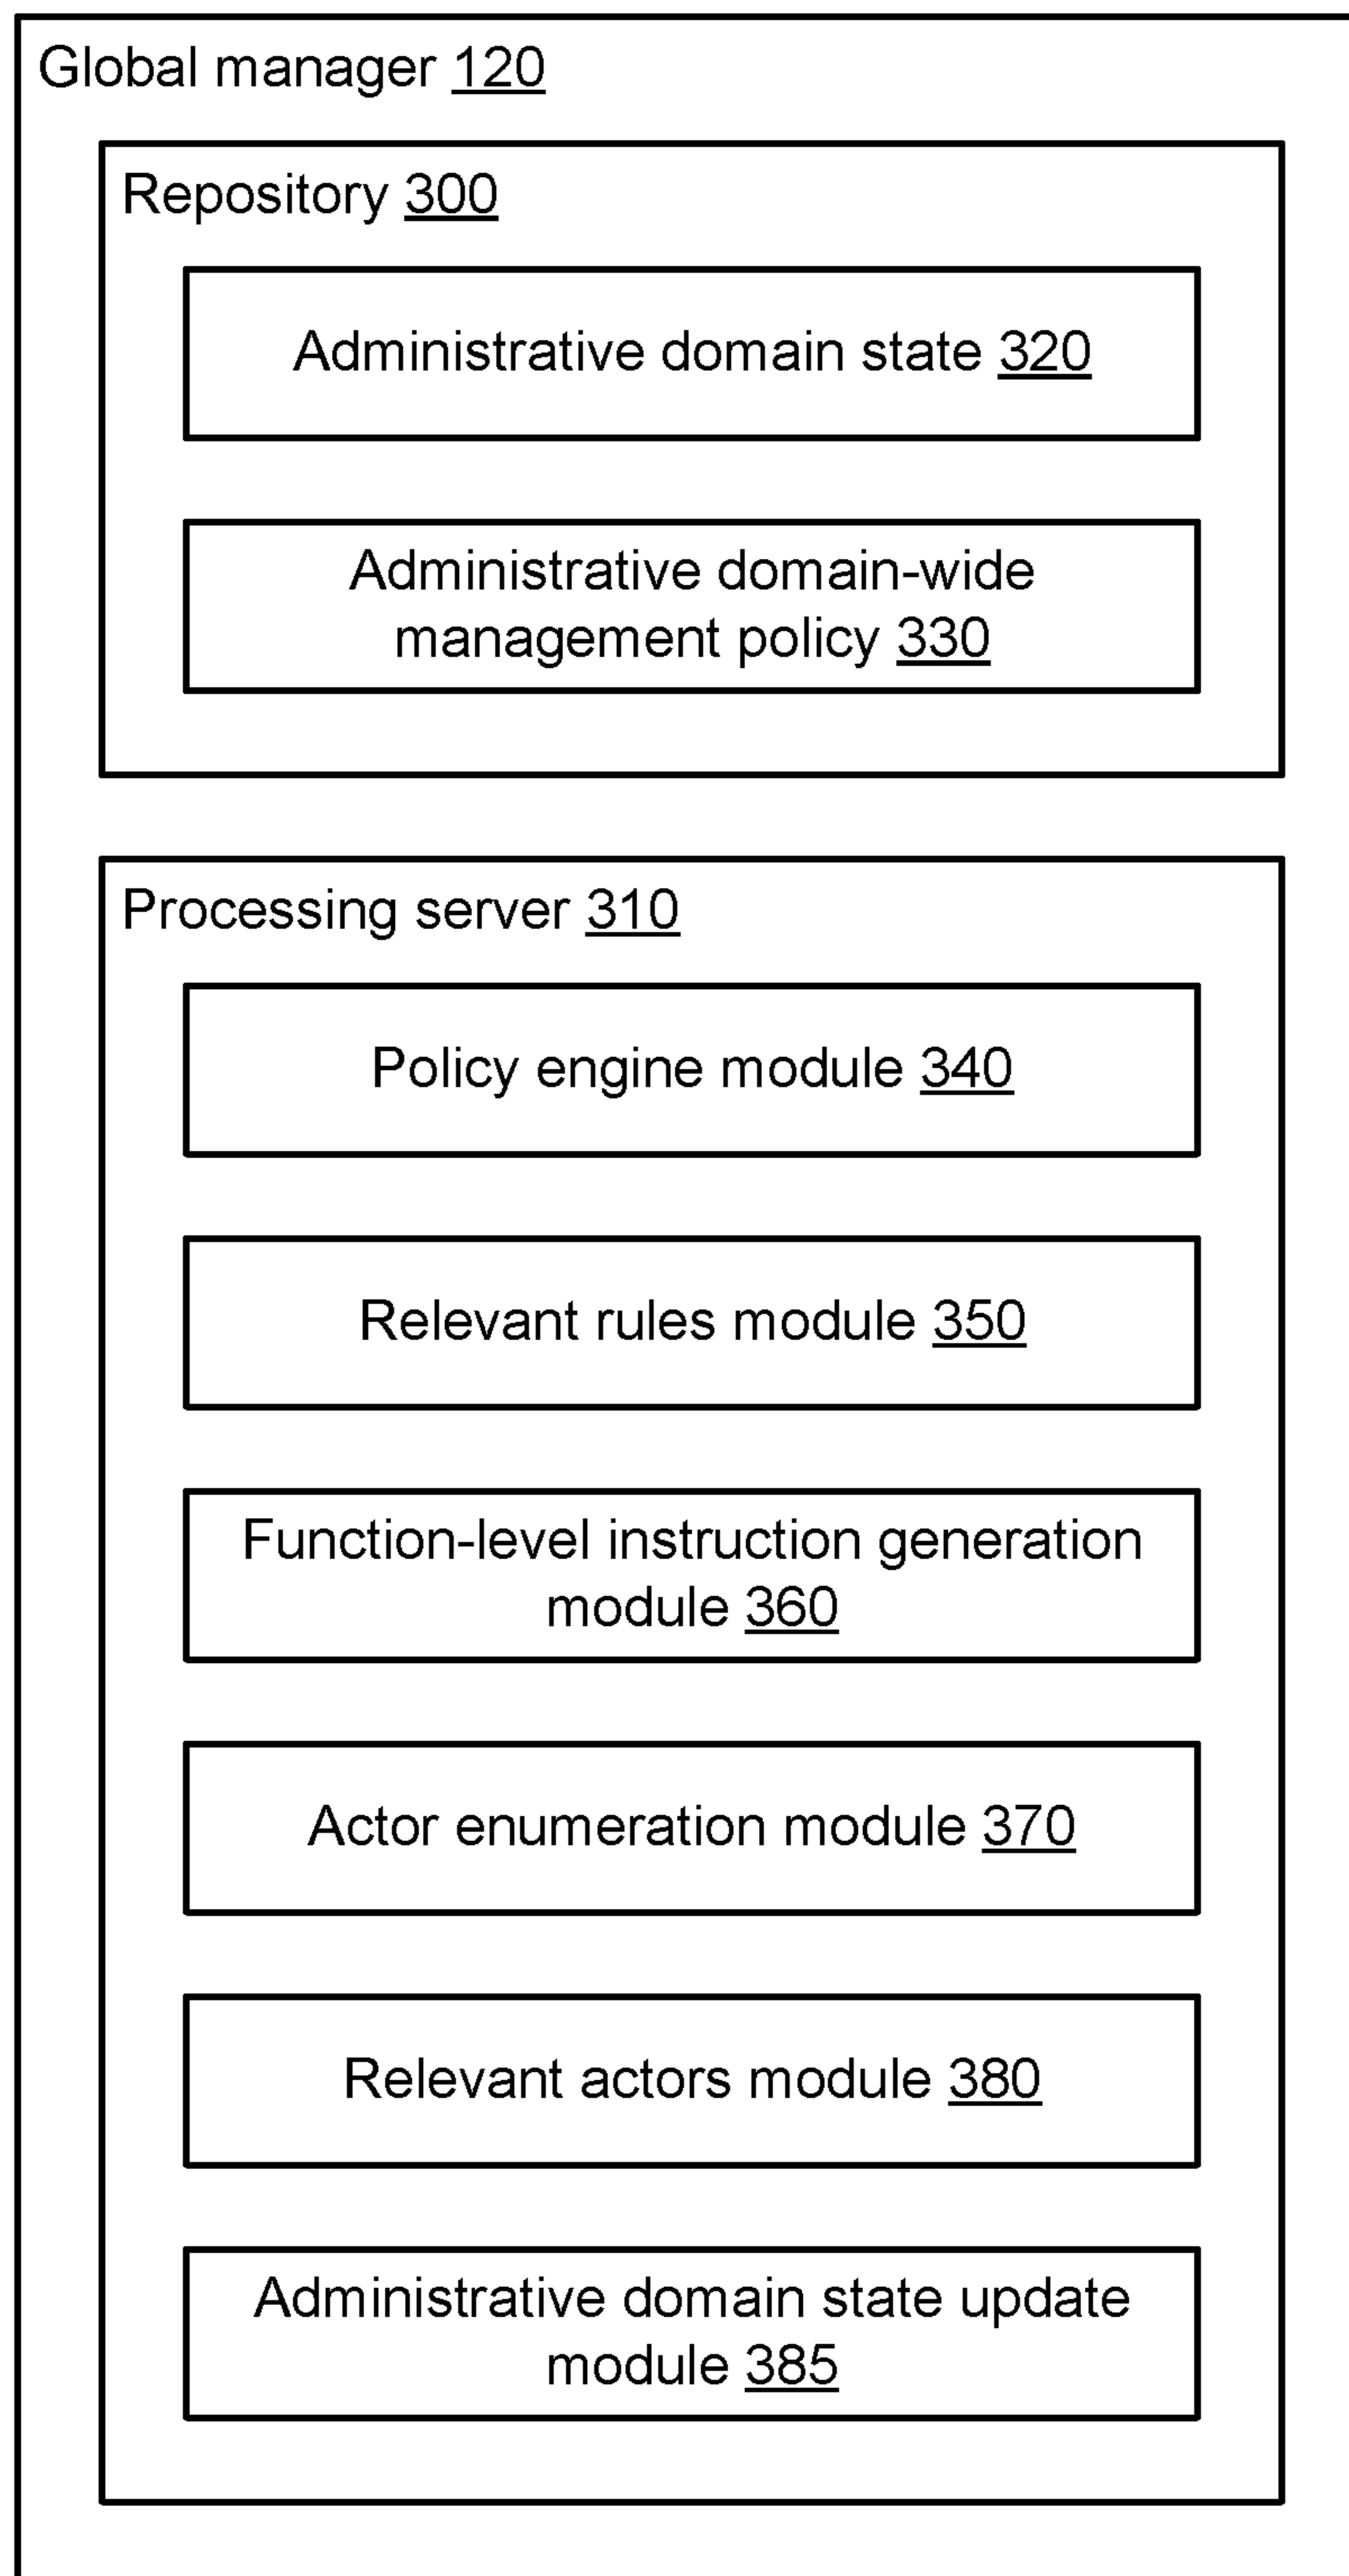 Global manager 120
Repository 300
Administrative domain state 320
Administrative domain-wide
management policy 330
Processing server 310
Policy engine module 340
Relevant rules module 350
Function-level instruction generation
module 360
Actor enumeration module 370
Relevant actors module 380
Administrative domain state update
module 385